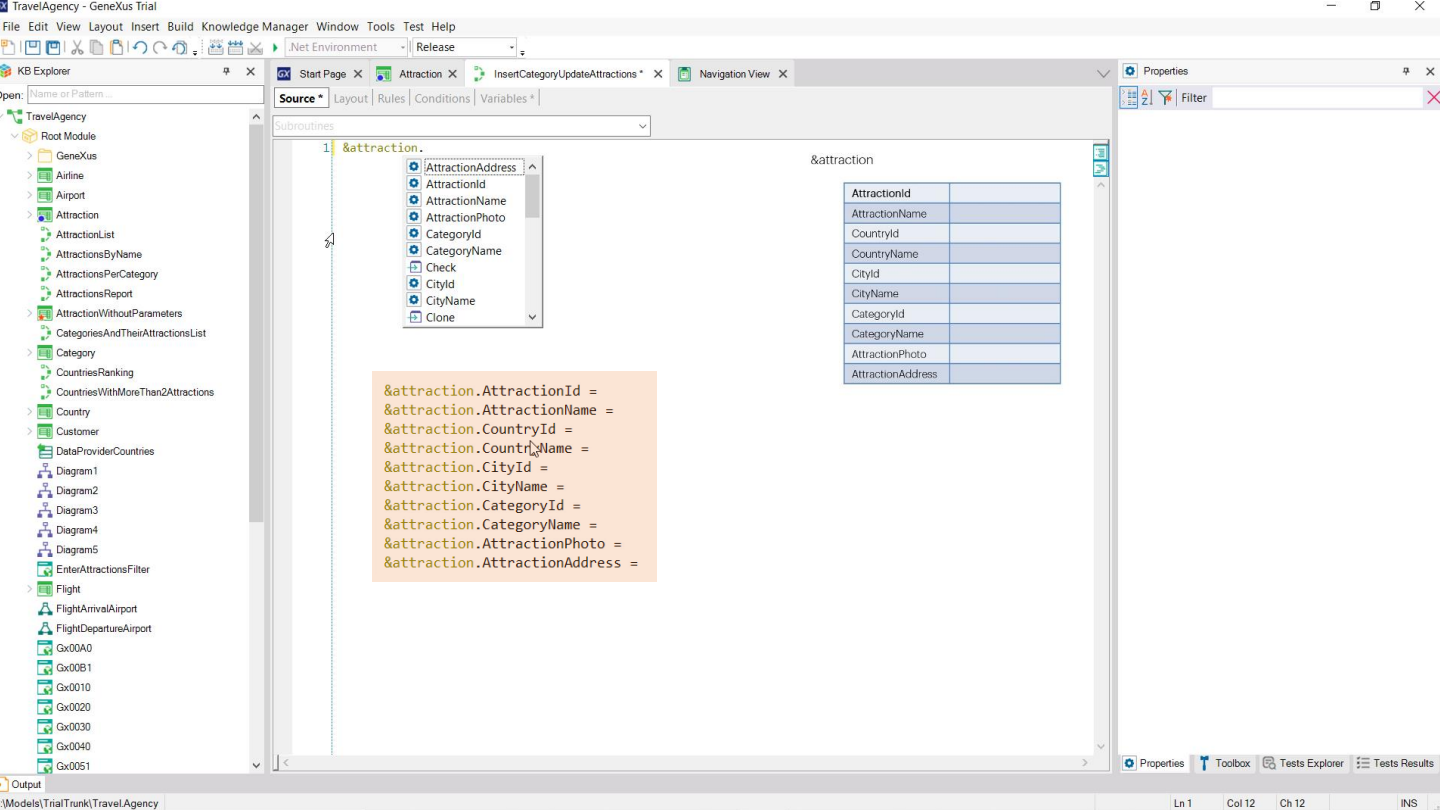 TravelAgency - GeneXus Trial
File Edit View Layout Insert Build Knowledge Manager Window Tools Test Help
.Net Environment Release
KB Explorer
Open: Name or Pattern ...
TravelAgency
Root Module
GeneXus
Airline
Airport
Attraction
AttractionList
AttractionsByName
AttractionsPerCategory
AttractionsReport
AttractionWithoutParameters
CategoriesAndTheirAttractionsList
Category
CountriesRanking
CountriesWithMoreThan2Attractions
Country
Customer
DataProviderCountries
Diagram1
Diagram2
Diagram3
Diagram4
Diagram5
EnterAttractionsFilter
Flight
FlightArrivalAirport
FlightDepartureAirport
Gx00A0
Gx00B1
Gx0010
Gx0020
Gx0030
Gx0040
Gx0051
Start Page Attraction InsertCategoryUpdateAttractions * Navigation View
Source * Layout Rules Conditions Variables *
Subroutines
1 &attraction.
AttractionAddress
AttractionId
AttractionName
AttractionPhoto
CategoryId
CategoryName
Check
CityId
CityName
Clone
&attraction.AttractionId =
&attraction.AttractionName =
&attraction.CountryId =
&attraction.CountryName =
&attraction.CityId =
&attraction.CityName =
&attraction.CategoryId =
&attraction.CategoryName =
&attraction.AttractionPhoto =
&attraction.AttractionAddress =
&attraction
AttractionId
AttractionName
CountryId
CountryName
CityId
CityName
CategoryId
CategoryName
AttractionPhoto
AttractionAddress
Properties
Filter
Properties Toolbox Tests Explorer Tests Results
Output
:\Models\TrialTrunk\Travel.Agency Ln 1 Col 12 Ch 12 INS